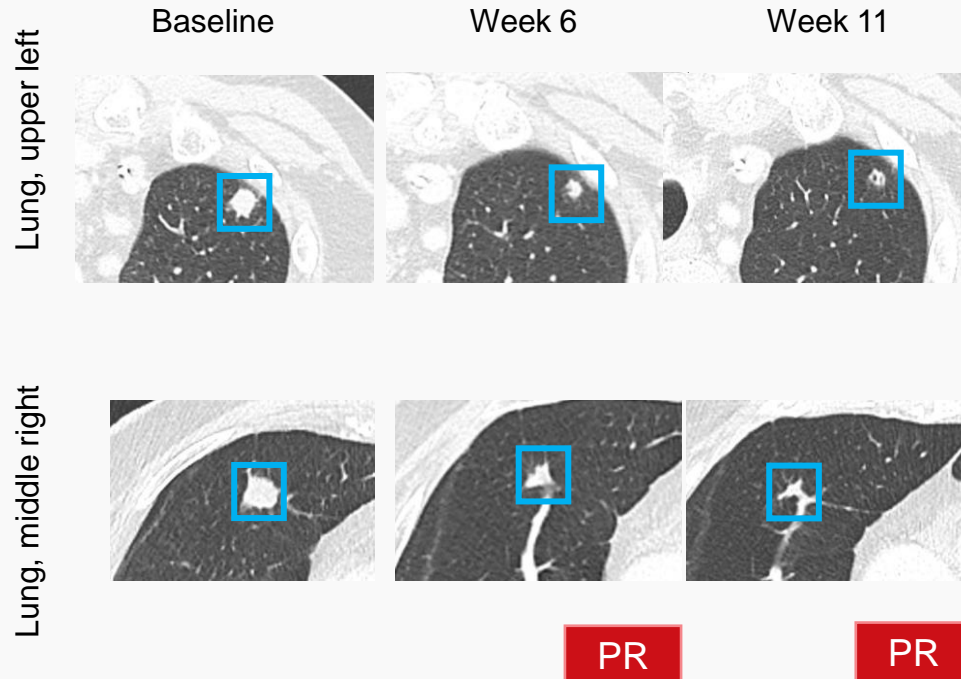 Baseline
Week 6
Week 11
Lung, upper left
Lung, middle right
PR
PR